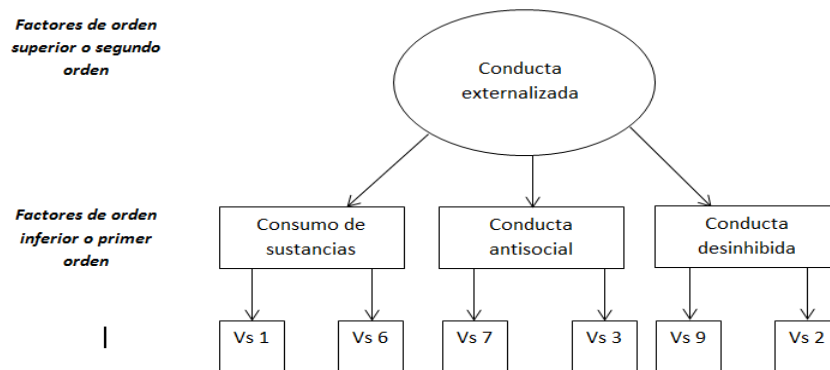 Factores de orden
superior o segundo
orden
Conducta
externalizada
Factores de orden
inferior o primer
orden
Consumo de
sustancias
Conducta
antisocial
Conducta
desinhibida
Vs 1
Vs 6
Vs 7
Vs 3
Vs 9
Vs 2